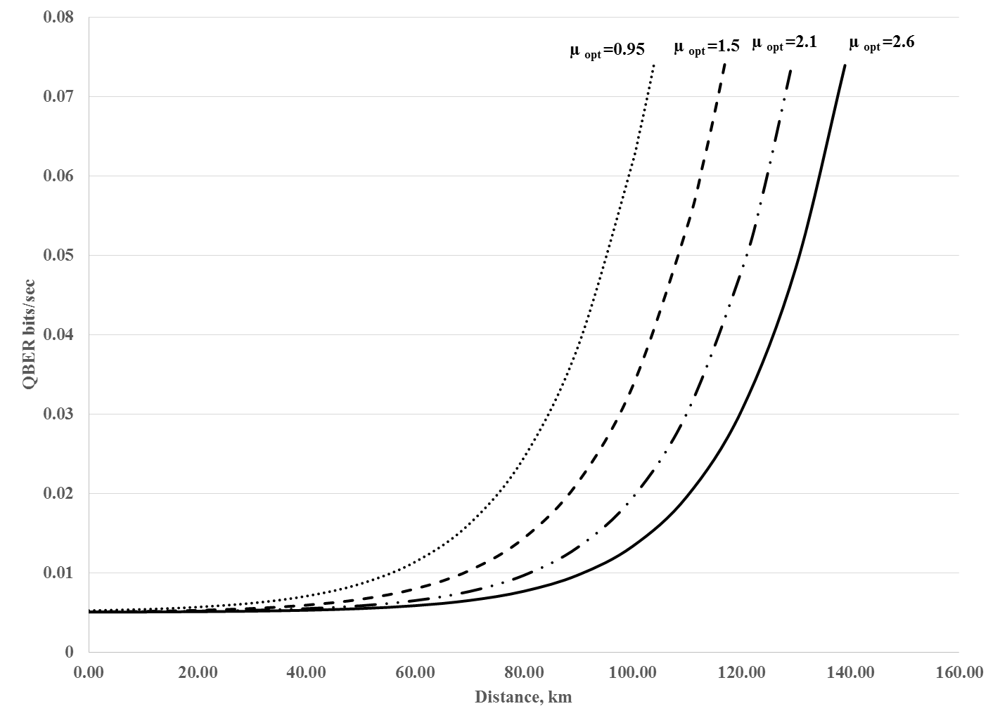 0.08
µ opt =0.95
µ opt =1.5
µ opt =2.1
µ opt =2.6
0.07
0.06
0.05
0.04
0.03
0.02
0.01
0
QBER bits/sec
0.00 20.00 40.00 60.00 80.00 100.00 120.00 140.00 160.00
Distance, km